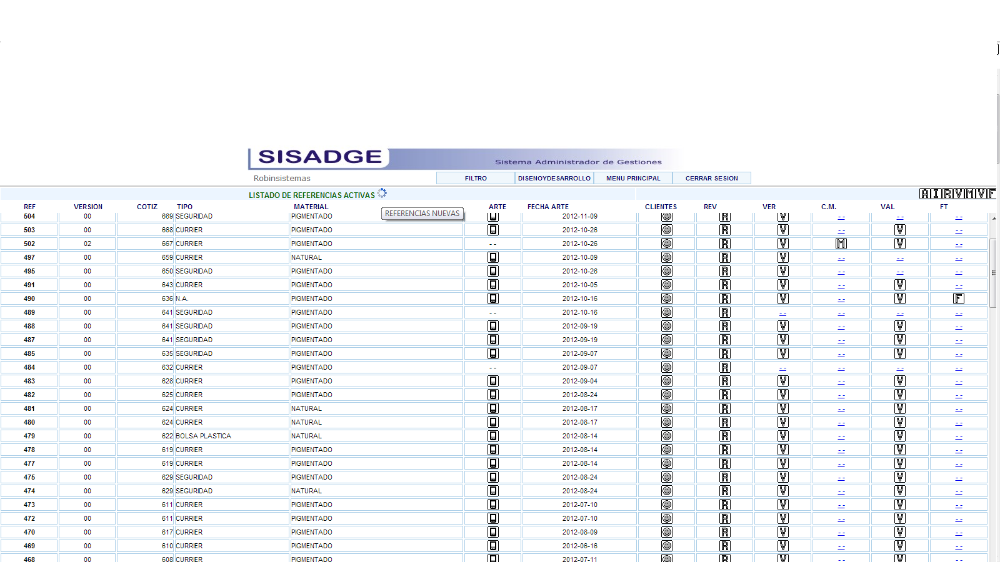 SISADGE
Sistema Administrador de Gestiones
Robinsistemas FILTRO DISENOYDESARROLLO MENU PRINCIPAL CERRAR SESION
LISTADO DE REFERENCIAS ACTIVAS A I R V M V F
REF VERSION COTIZ TIPO MATERIAL ARTE FECHA ARTE CLIENTES REV VER C.M. VAL FT
REFERENCIAS NUEVAS
504 00 669 SEGURIDAD PIGMENTADO 2012-11-09 R V -- -- --
503 00 668 CURRIER PIGMENTADO 2012-10-26 R V -- V --
502 02 667 CURRIER PIGMENTADO -- 2012-10-26 R V M V --
497 00 659 CURRIER NATURAL 2012-10-09 R V -- -- --
495 00 650 SEGURIDAD PIGMENTADO 2012-10-26 R V -- -- --
491 00 643 CURRIER PIGMENTADO 2012-10-05 R V -- V --
490 00 636 N.A. PIGMENTADO 2012-10-16 R V -- V F
489 00 641 SEGURIDAD PIGMENTADO -- 2012-10-16 R -- -- -- --
488 00 641 SEGURIDAD PIGMENTADO 2012-09-19 R V -- V --
487 00 641 SEGURIDAD PIGMENTADO 2012-09-19 R V -- V --
485 00 635 SEGURIDAD PIGMENTADO 2012-09-07 R V -- V --
484 00 632 CURRIER PIGMENTADO -- 2012-09-07 R -- -- -- --
483 00 628 CURRIER PIGMENTADO 2012-09-04 R V -- V --
482 00 625 CURRIER PIGMENTADO 2012-08-24 R V -- V --
481 00 624 CURRIER NATURAL 2012-08-17 R V -- V --
480 00 624 CURRIER NATURAL 2012-08-17 R V -- V --
479 00 622 BOLSA PLASTICA NATURAL 2012-08-14 R V -- V --
478 00 619 CURRIER PIGMENTADO 2012-08-14 R V -- V --
477 00 619 CURRIER PIGMENTADO 2012-08-14 R V -- V --
475 00 629 SEGURIDAD PIGMENTADO 2012-08-24 R V -- V --
474 00 629 SEGURIDAD NATURAL 2012-08-24 R V -- V --
473 00 611 CURRIER PIGMENTADO 2012-07-10 R V -- V --
472 00 611 CURRIER PIGMENTADO 2012-07-10 R V -- V --
470 00 617 CURRIER PIGMENTADO 2012-08-09 R V -- V --
469 00 610 CURRIER PIGMENTADO 2012-06-16 R V -- V --
468 00 608 CURRIER PIGMENTADO 2012-07-11 R V -- V --